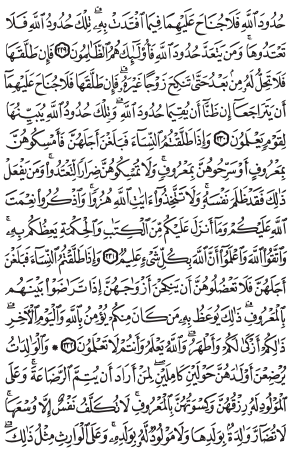 حُدُودَ ٱللَّهِ فَلَا جُنَاحَ عَلَيْهِمَا فِيمَا ٱفْتَدَتْ بِهِۦ ۗ تِلْكَ حُدُودُ ٱللَّهِ فَلَا
تَعْتَدُوهَا ۚ وَمَن يَتَعَدَّ حُدُودَ ٱللَّهِ فَأُو۟لَٰٓئِكَ هُمُ ٱلظَّٰلِمُونَ ٢٢٩ فَإِن طَلَّقَهَا
فَلَا تَحِلُّ لَهُۥ مِنۢ بَعْدُ حَتَّىٰ تَنكِحَ زَوْجًا غَيْرَهُۥ ۗ فَإِن طَلَّقَهَا فَلَا جُنَاحَ عَلَيْهِمَآ
أَن يَتَرَاجَعَآ إِن ظَنَّآ أَن يُقِيمَا حُدُودَ ٱللَّهِ ۗ وَتِلْكَ حُدُودُ ٱللَّهِ يُبَيِّنُهَا
لِقَوْمٍ يَعْلَمُونَ ٢٣٠ وَإِذَا طَلَّقْتُمُ ٱلنِّسَآءَ فَبَلَغْنَ أَجَلَهُنَّ فَأَمْسِكُوهُنَّ
بِمَعْرُوفٍ أَوْ سَرِّحُوهُنَّ بِمَعْرُوفٍ ۚ وَلَا تُمْسِكُوهُنَّ ضِرَارًا لِّتَعْتَدُوا۟ ۚ وَمَن يَفْعَلْ
ذَٰلِكَ فَقَدْ ظَلَمَ نَفْسَهُۥ ۚ وَلَا تَتَّخِذُوٓا۟ ءَايَٰتِ ٱللَّهِ هُزُوًا ۚ وَٱذْكُرُوا۟ نِعْمَتَ
ٱللَّهِ عَلَيْكُمْ وَمَآ أَنزَلَ عَلَيْكُم مِّنَ ٱلْكِتَٰبِ وَٱلْحِكْمَةِ يَعِظُكُم بِهِۦ ۚ
وَٱتَّقُوا۟ ٱللَّهَ وَٱعْلَمُوٓا۟ أَنَّ ٱللَّهَ بِكُلِّ شَىْءٍ عَلِيمٌ ٢٣١ وَإِذَا طَلَّقْتُمُ ٱلنِّسَآءَ فَبَلَغْنَ
أَجَلَهُنَّ فَلَا تَعْضُلُوهُنَّ أَن يَنكِحْنَ أَزْوَٰجَهُنَّ إِذَا تَرَٰضَوْا۟ بَيْنَهُم
بِٱلْمَعْرُوفِ ۗ ذَٰلِكَ يُوعَظُ بِهِۦ مَن كَانَ مِنكُمْ يُؤْمِنُ بِٱللَّهِ وَٱلْيَوْمِ ٱلْءَاخِرِ ۗ
ذَٰلِكُمْ أَزْكَىٰ لَكُمْ وَأَطْهَرُ ۗ وَٱللَّهُ يَعْلَمُ وَأَنتُمْ لَا تَعْلَمُونَ ٢٣٢ ۞ وَٱلْوَٰلِدَٰتُ
يُرْضِعْنَ أَوْلَٰدَهُنَّ حَوْلَيْنِ كَامِلَيْنِ ۖ لِمَنْ أَرَادَ أَن يُتِمَّ ٱلرَّضَاعَةَ ۚ وَعَلَى
ٱلْمَوْلُودِ لَهُۥ رِزْقُهُنَّ وَكِسْوَتُهُنَّ بِٱلْمَعْرُوفِ ۚ لَا تُكَلَّفُ نَفْسٌ إِلَّا وُسْعَهَا ۚ
لَا تُضَآرَّ وَٰلِدَةٌۢ بِوَلَدِهَا وَلَا مَوْلُودٌ لَّهُۥ بِوَلَدِهِۦ ۚ وَعَلَى ٱلْوَارِثِ مِثْلُ ذَٰلِكَ ۗ